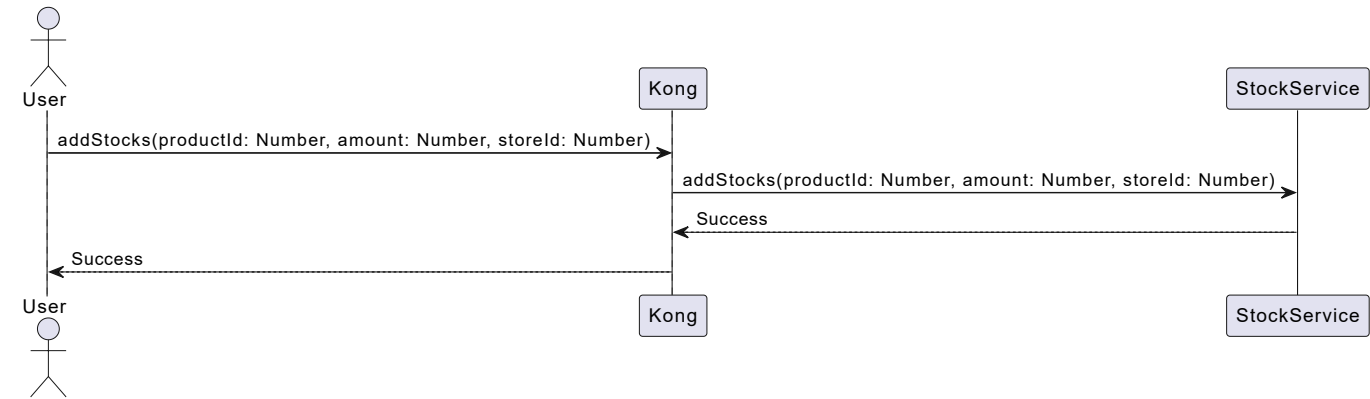 User
Kong
StockService
addStocks(productId: Number, amount: Number, storeId: Number)
addStocks(productId: Number, amount: Number, storeId: Number)
Success
Success
User
Kong
StockService